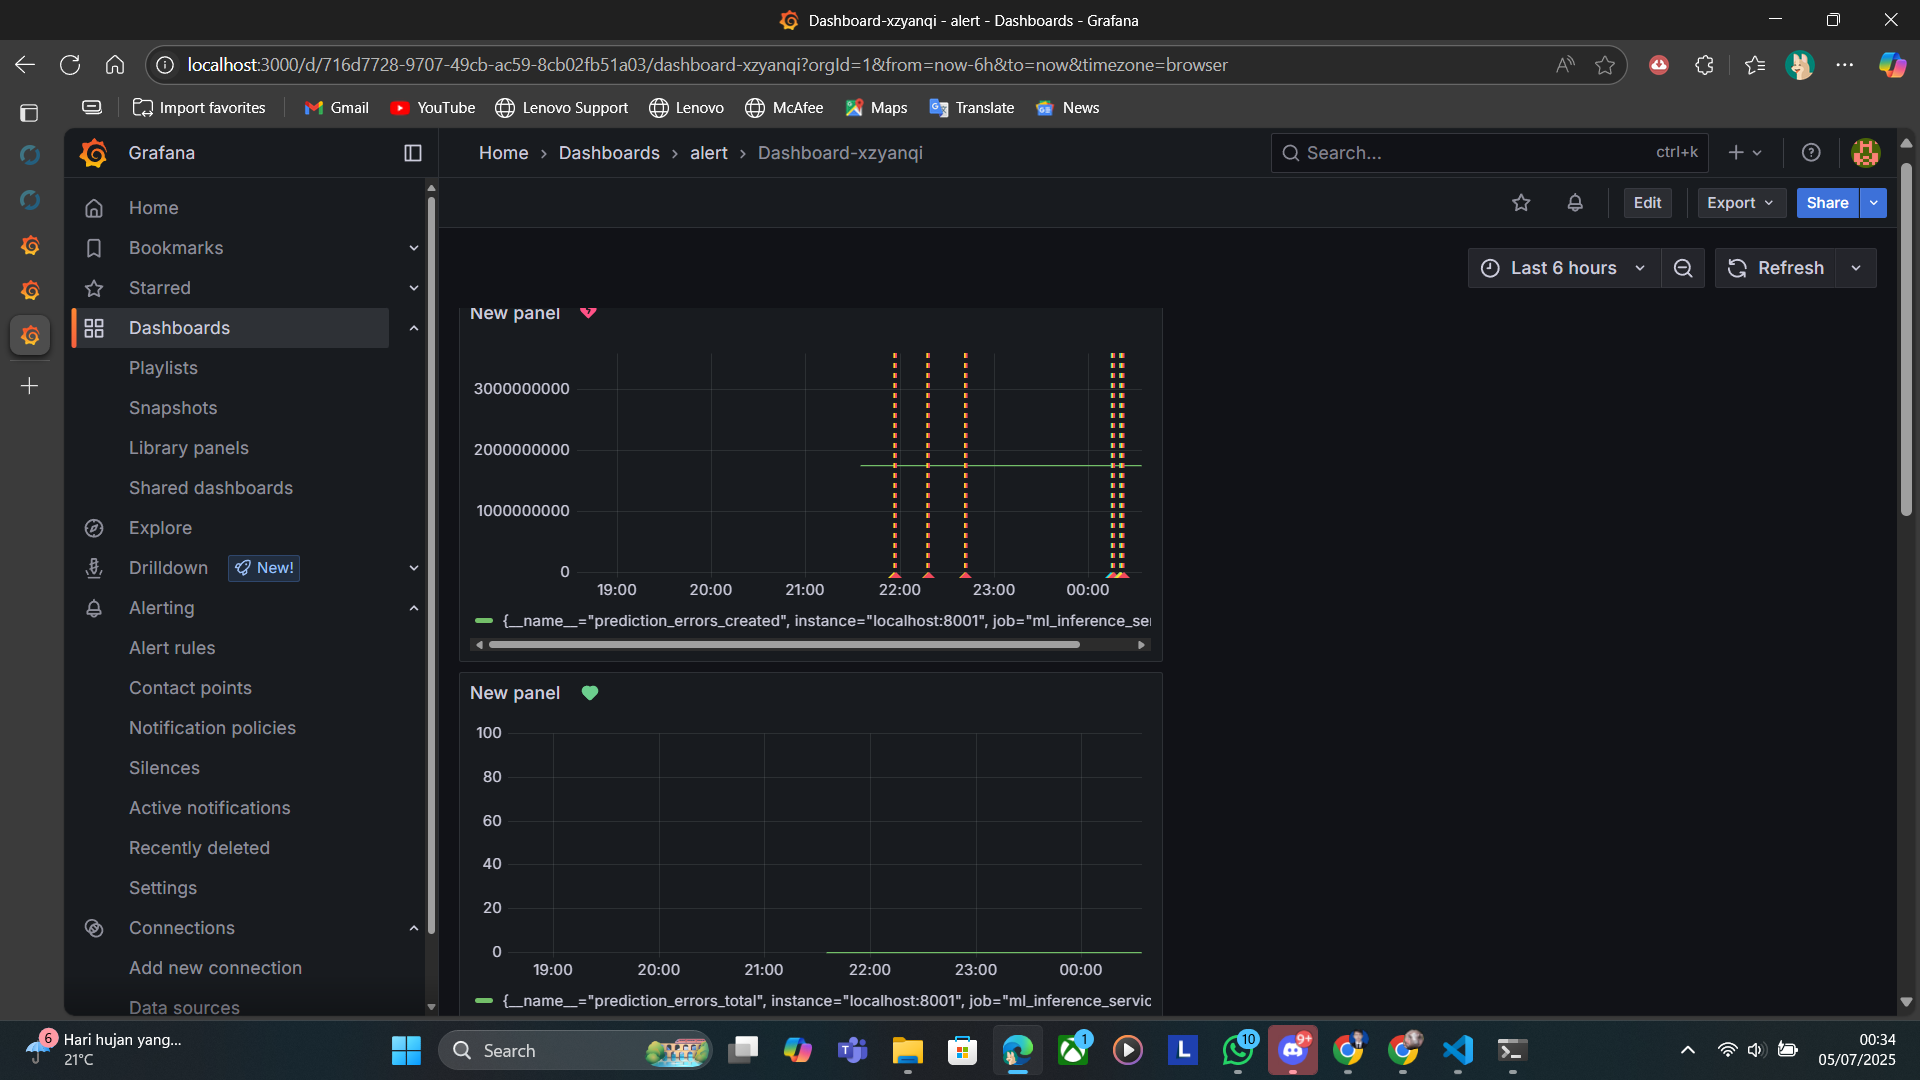 Dashboard-xzyanqi - alert - Dashboards - Grafana
localhost:3000/d/716d7728-9707-49cb-ac59-8cb02fb51a03/dashboard-xzyanqi?orgId=1&from=now-6h&to=now&timezone=browser
Import favorites
Gmail
YouTube
Lenovo Support
Lenovo
McAfee
Maps
Translate
News
Grafana
Home
Dashboards
alert
Dashboard-xzyanqi
Search...
ctrl+k
Edit
Export
Share
Last 6 hours
Refresh
Home
Bookmarks
Starred
Dashboards
Playlists
Snapshots
Library panels
Shared dashboards
Explore
Drilldown
New!
Alerting
Alert rules
Contact points
Notification policies
Silences
Active notifications
Recently deleted
Settings
Connections
Add new connection
Data sources
New panel
3000000000
2000000000
1000000000
0
19:00
20:00
21:00
22:00
23:00
00:00
{__name__="prediction_errors_created", instance="localhost:8001", job="ml_inference_se
New panel
100
80
60
40
20
0
19:00
20:00
21:00
22:00
23:00
00:00
{__name__="prediction_errors_total", instance="localhost:8001", job="ml_inference_servic
6
Hari hujan yang...
21°C
Search
1
L
10
9+
00:34
05/07/2025